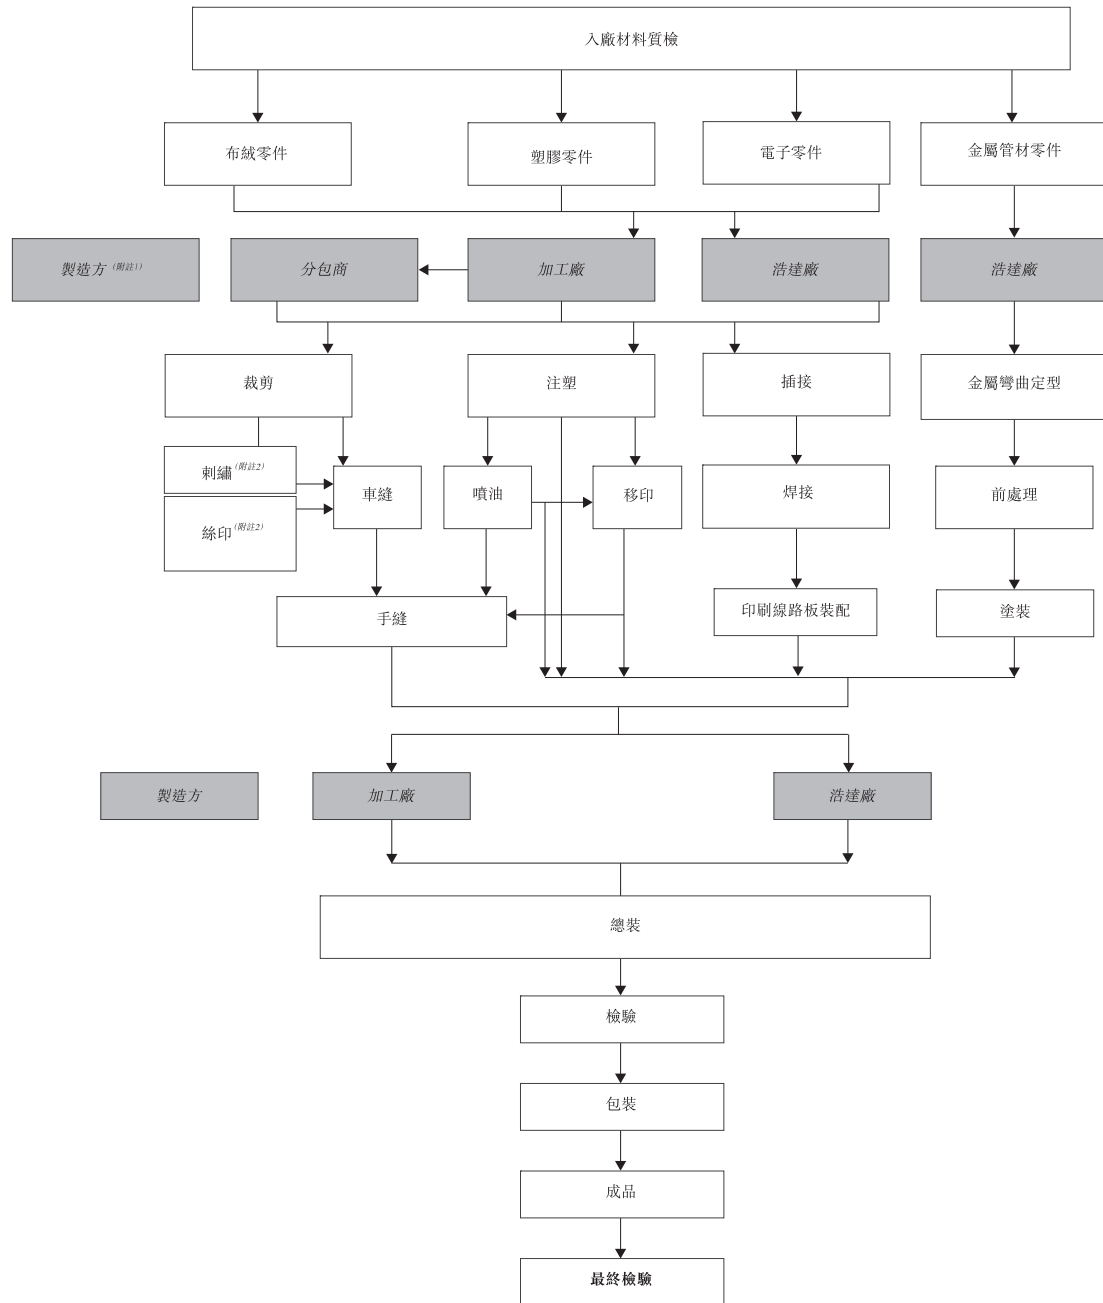 入廠材料質檢
布絨零件
塑膠零件
電子零件
金屬管材零件
製造方(附註1)
分包商
加工廠
浩達廠
浩達廠
裁剪
注塑
插接
金屬彎曲定型
刺繡(附註2)
車縫
噴油
移印
焊接
前處理
絲印(附註2)
手縫
印刷線路板裝配
塗裝
製造方
加工廠
浩達廠
總裝
檢驗
包裝
成品
最終檢驗